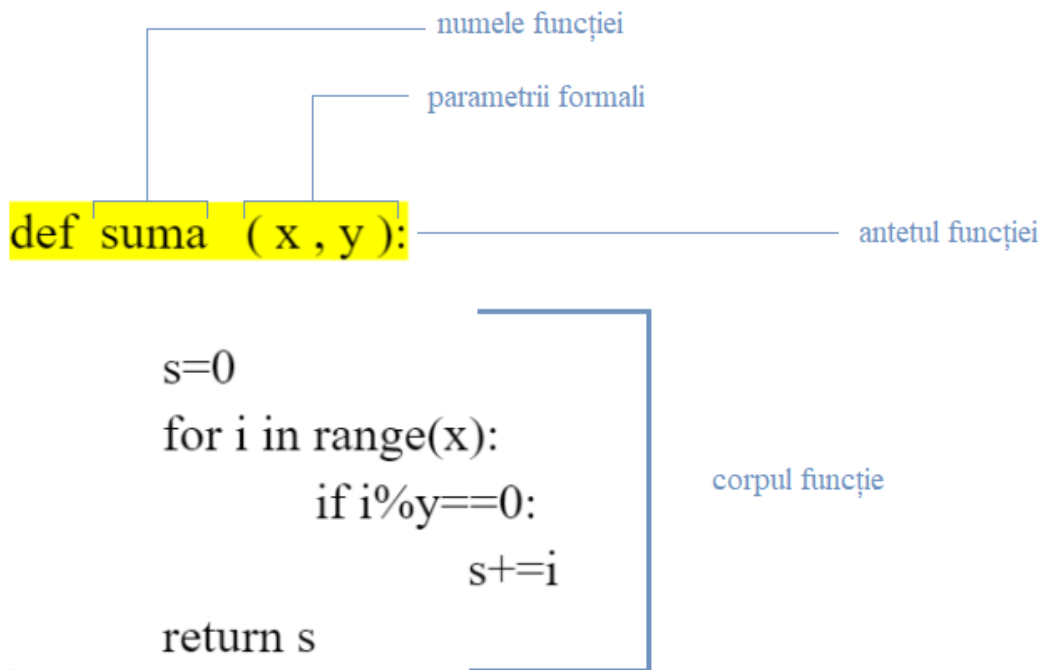 numele funcției
parametrii formali
def suma ( x , y ):
antetul funcției
s=0
for i in range(x):
if i%y==0:
corpul funcție
s+=i
return s